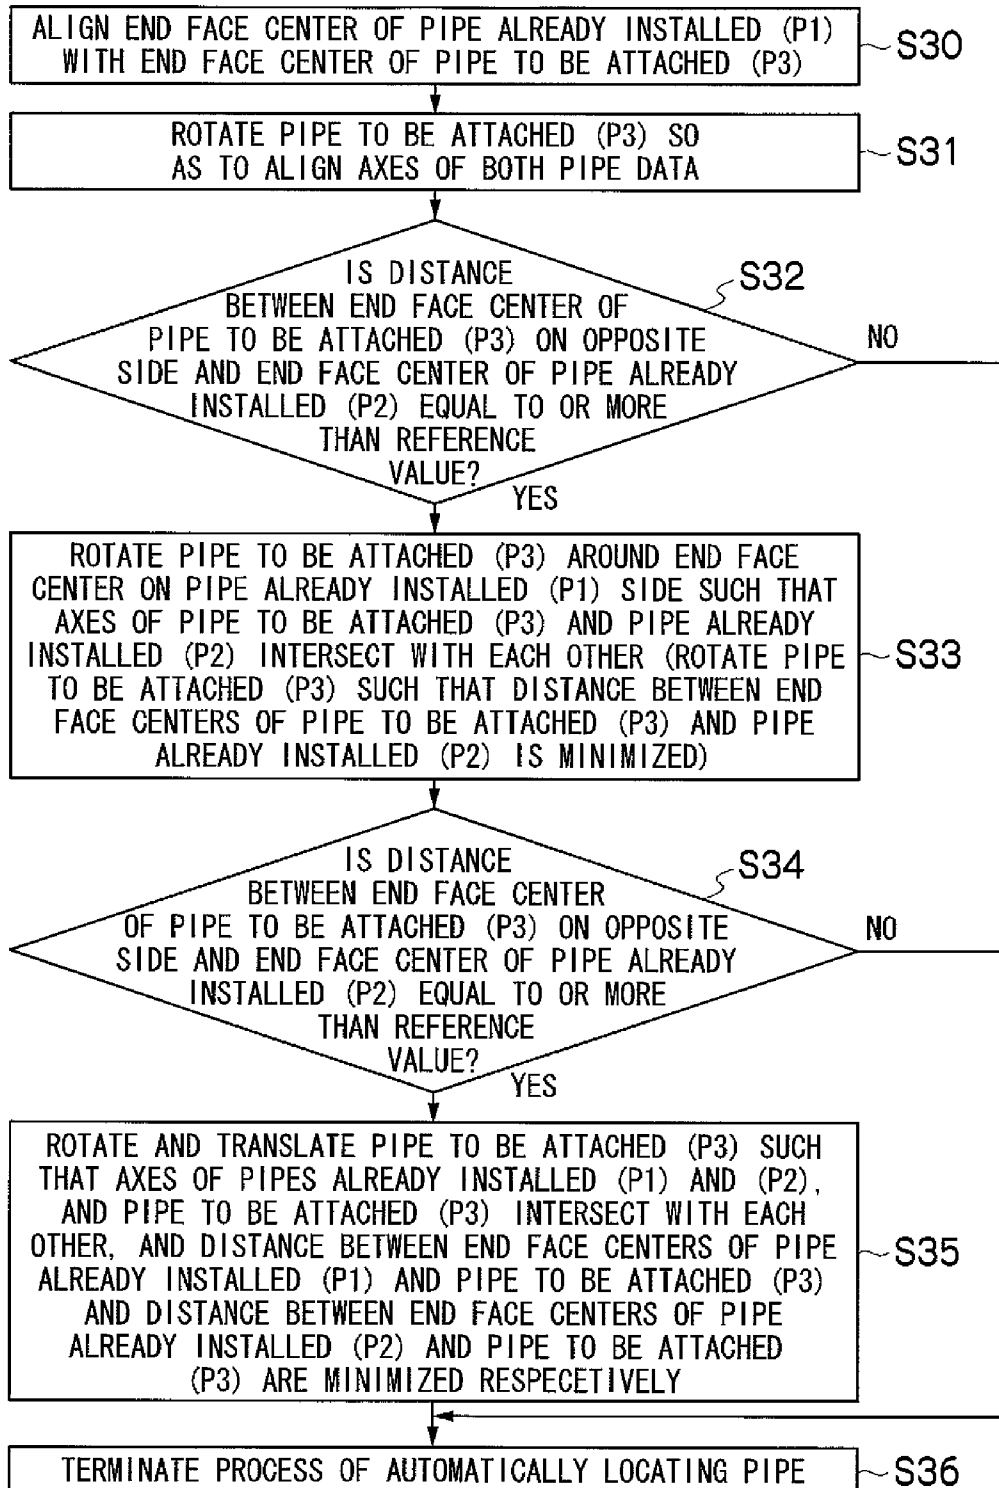 ALIGN END FACE CENTER OF PIPE ALREADY INSTALLED (P1)
WITH END FACE CENTER OF PIPE TO BE ATTACHED (P3)
S30
ROTATE PIPE TO BE ATTACHED (P3) SO
AS TO ALIGN AXES OF BOTH PIPE DATA
S31
IS DISTANCE
BETWEEN END FACE CENTER OF
PIPE TO BE ATTACHED (P3) ON OPPOSITE
SIDE AND END FACE CENTER OF PIPE ALREADY
INSTALLED (P2) EQUAL TO OR MORE
THAN REFERENCE
VALUE?
S32
NO
YES
ROTATE PIPE TO BE ATTACHED (P3) AROUND END FACE
CENTER ON PIPE ALREADY INSTALLED (P1) SIDE SUCH THAT
AXES OF PIPE TO BE ATTACHED (P3) AND PIPE ALREADY
INSTALLED (P2) INTERSECT WITH EACH OTHER (ROTATE PIPE
TO BE ATTACHED (P3) SUCH THAT DISTANCE BETWEEN END
FACE CENTERS OF PIPE TO BE ATTACHED (P3) AND PIPE
ALREADY INSTALLED (P2) IS MINIMIZED)
S33
IS DISTANCE
BETWEEN END FACE CENTER
OF PIPE TO BE ATTACHED (P3) ON OPPOSITE
SIDE AND END FACE CENTER OF PIPE ALREADY
INSTALLED (P2) EQUAL TO OR MORE
THAN REFERENCE
VALUE?
S34
NO
YES
ROTATE AND TRANSLATE PIPE TO BE ATTACHED (P3) SUCH
THAT AXES OF PIPES ALREADY INSTALLED (P1) AND (P2),
AND PIPE TO BE ATTACHED (P3) INTERSECT WITH EACH
OTHER, AND DISTANCE BETWEEN END FACE CENTERS OF PIPE
ALREADY INSTALLED (P1) AND PIPE TO BE ATTACHED (P3)
AND DISTANCE BETWEEN END FACE CENTERS OF PIPE
ALREADY INSTALLED (P2) AND PIPE TO BE ATTACHED
(P3) ARE MINIMIZED RESPECETIVELY
S35
TERMINATE PROCESS OF AUTOMATICALLY LOCATING PIPE
S36